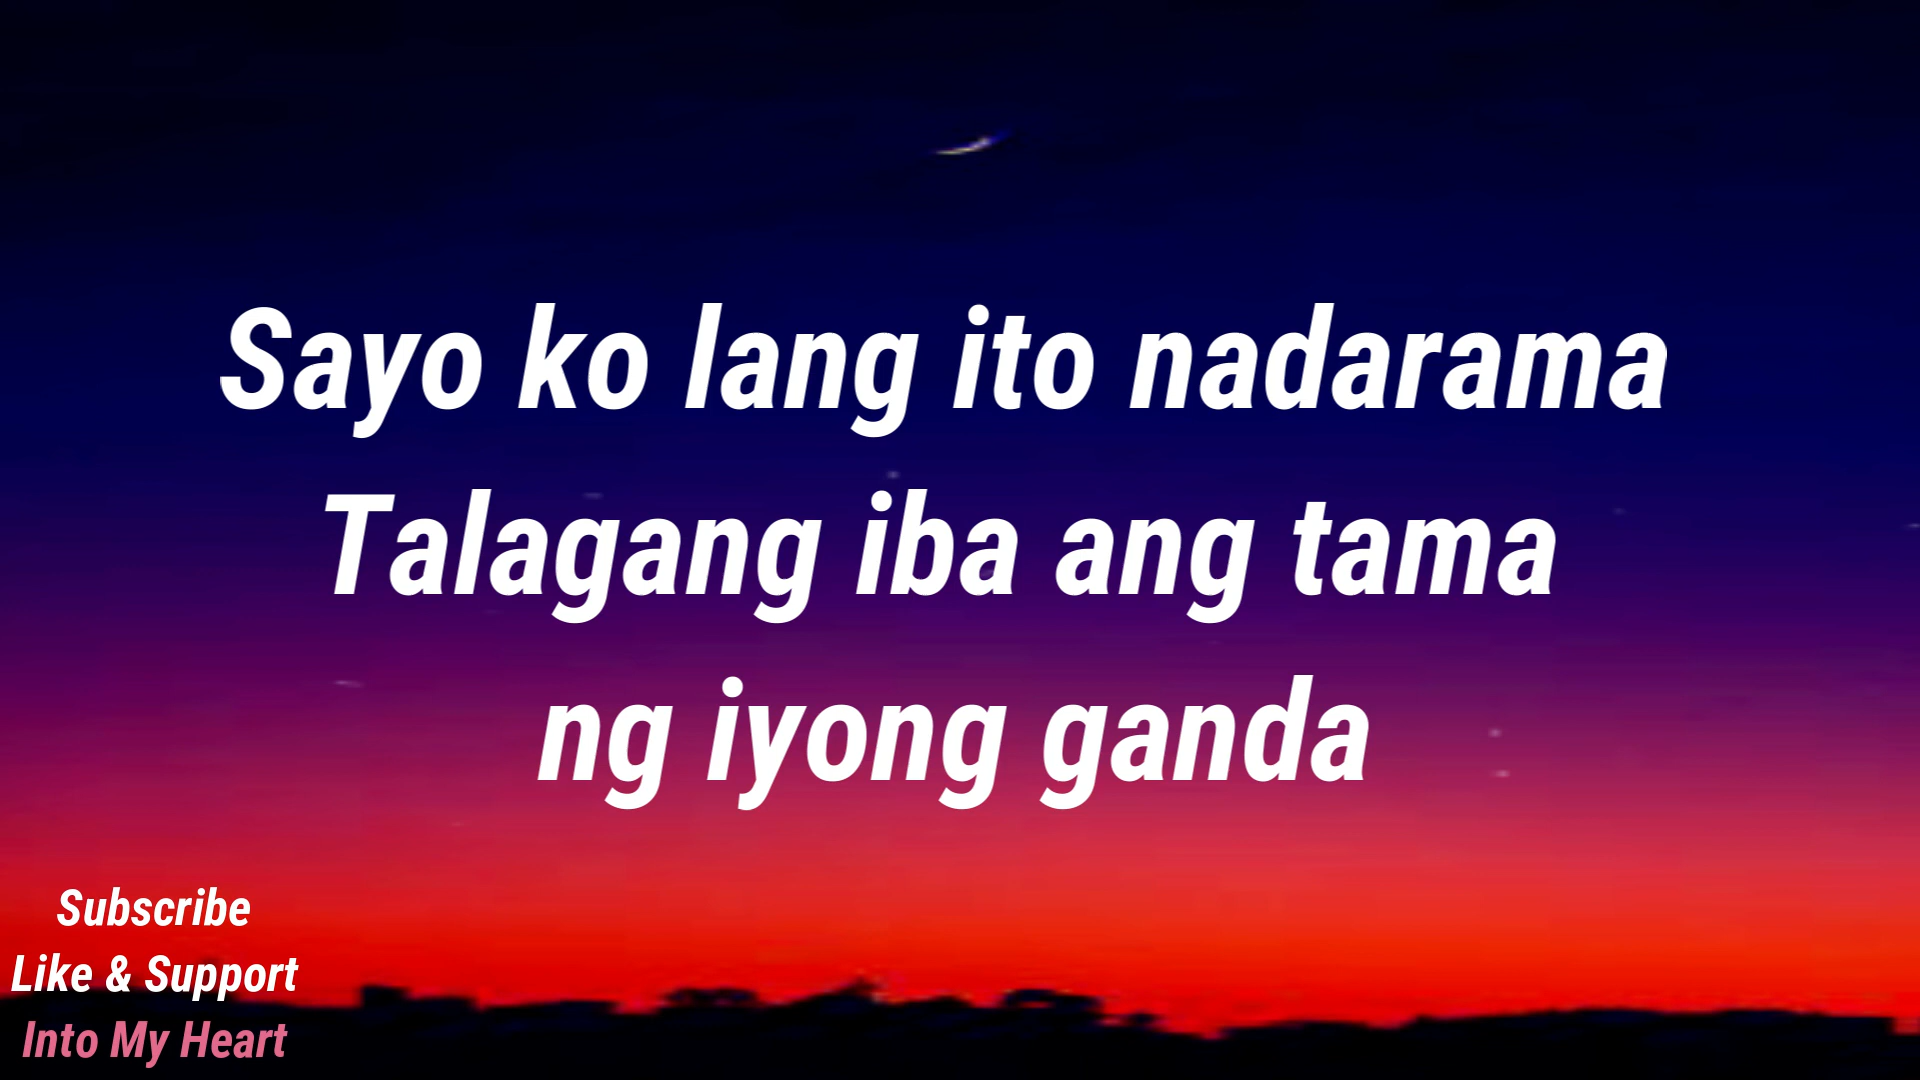 Sayo ko lang ito nadarama
Talagang iba ang tama
ng iyong ganda
Subscribe
Like & Support
Into My Heart